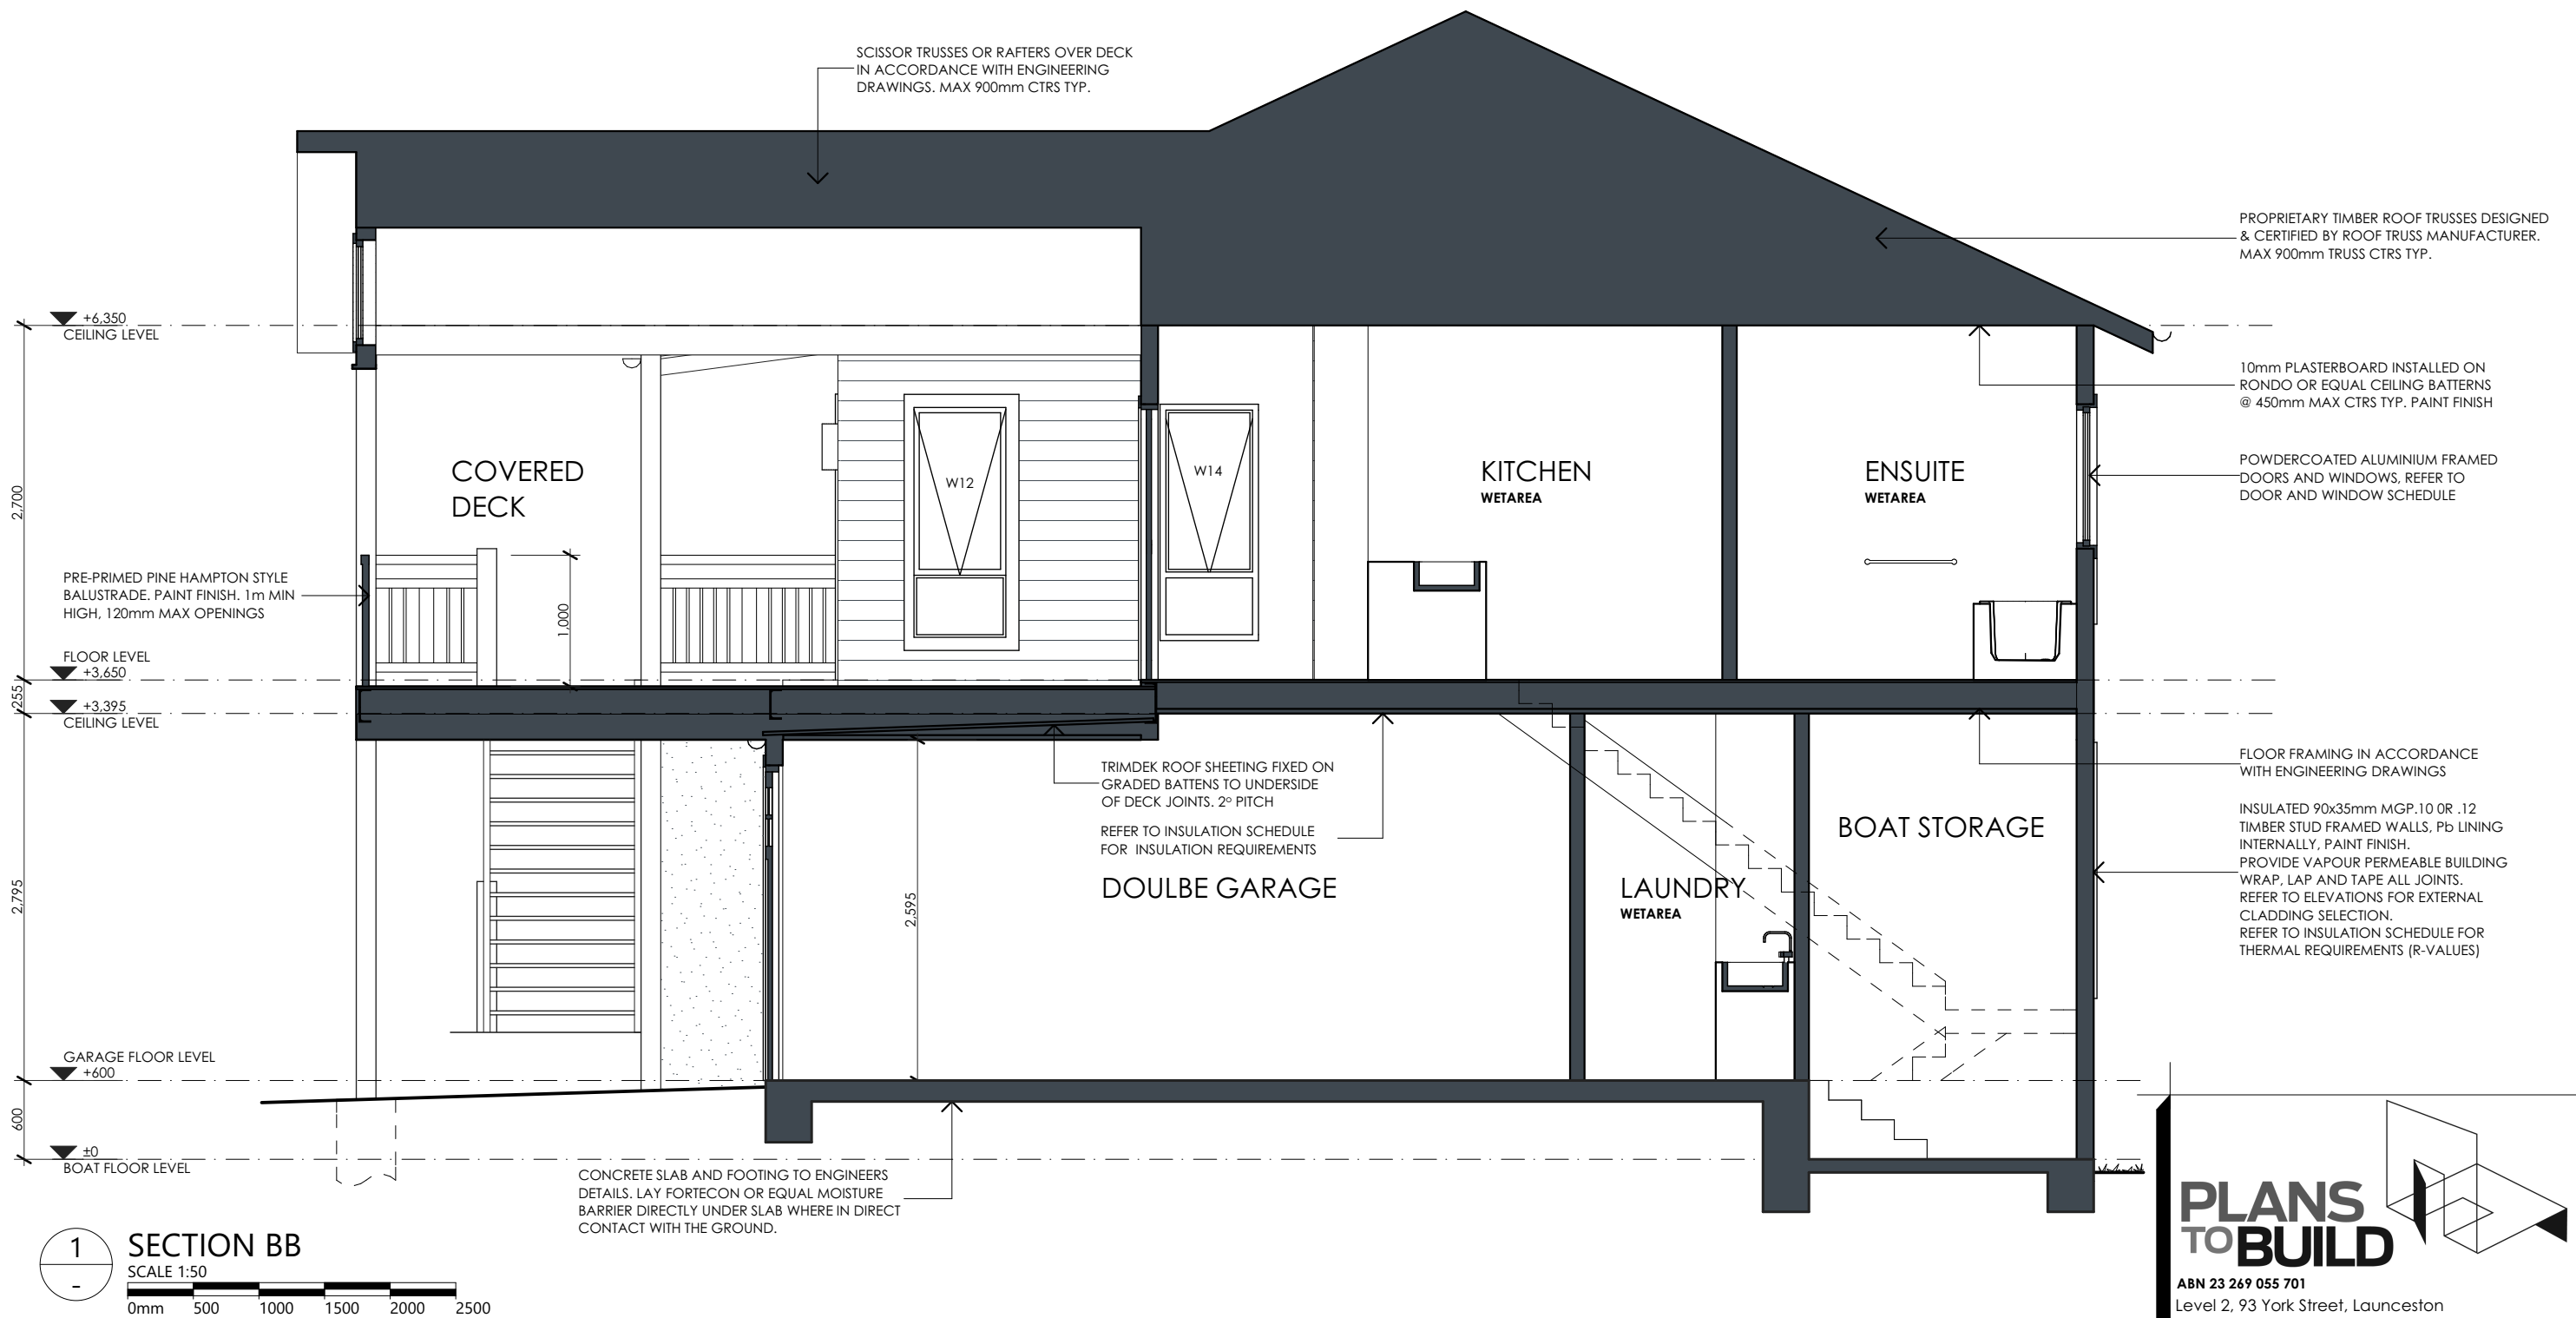 SCISSOR TRUSSES OR RAFTERS OVER DECK
IN ACCORDANCE WITH ENGINEERING
DRAWINGS. MAX 900mm CTRS TYP.
PROPRIETARY TIMBER ROOF TRUSSES DESIGNED
& CERTIFIED BY ROOF TRUSS MANUFACTURER.
MAX 900mm TRUSS CTRS TYP.
+6,350
CEILING LEVEL
10mm PLASTERBOARD INSTALLED ON
RONDO OR EQUAL CEILING BATTERNS
@ 450mm MAX CTRS TYP. PAINT FINISH
POWDERCOATED ALUMINIUM FRAMED
DOORS AND WINDOWS, REFER TO
DOOR AND WINDOW SCHEDULE
COVERED
DECK
W12
W14
KITCHEN
WETAREA
ENSUITE
WETAREA
2,700
PRE-PRIMED PINE HAMPTON STYLE
BALUSTRADE. PAINT FINISH. 1m MIN
HIGH, 120mm MAX OPENINGS
1,000
FLOOR LEVEL
+3,650
255
+3,395
CEILING LEVEL
TRIMDEK ROOF SHEETING FIXED ON
GRADED BATTENS TO UNDERSIDE
OF DECK JOINTS. 2º PITCH
REFER TO INSULATION SCHEDULE
FOR INSULATION REQUIREMENTS
FLOOR FRAMING IN ACCORDANCE
WITH ENGINEERING DRAWINGS
INSULATED 90x35mm MGP.10 0R .12
TIMBER STUD FRAMED WALLS, Pb LINING
INTERNALLY, PAINT FINISH.
PROVIDE VAPOUR PERMEABLE BUILDING
WRAP, LAP AND TAPE ALL JOINTS.
REFER TO ELEVATIONS FOR EXTERNAL
CLADDING SELECTION.
REFER TO INSULATION SCHEDULE FOR
THERMAL REQUIREMENTS (R-VALUES)
2,795
2,595
DOULBE GARAGE
LAUNDRY
WETAREA
BOAT STORAGE
GARAGE FLOOR LEVEL
+600
600
±0
BOAT FLOOR LEVEL
CONCRETE SLAB AND FOOTING TO ENGINEERS
DETAILS. LAY FORTECON OR EQUAL MOISTURE
BARRIER DIRECTLY UNDER SLAB WHERE IN DIRECT
CONTACT WITH THE GROUND.
1
-
SECTION BB
SCALE 1:50
0mm 500 1000 1500 2000 2500
PLANS
TO BUILD
ABN 23 269 055 701
Level 2, 93 York Street, Launceston